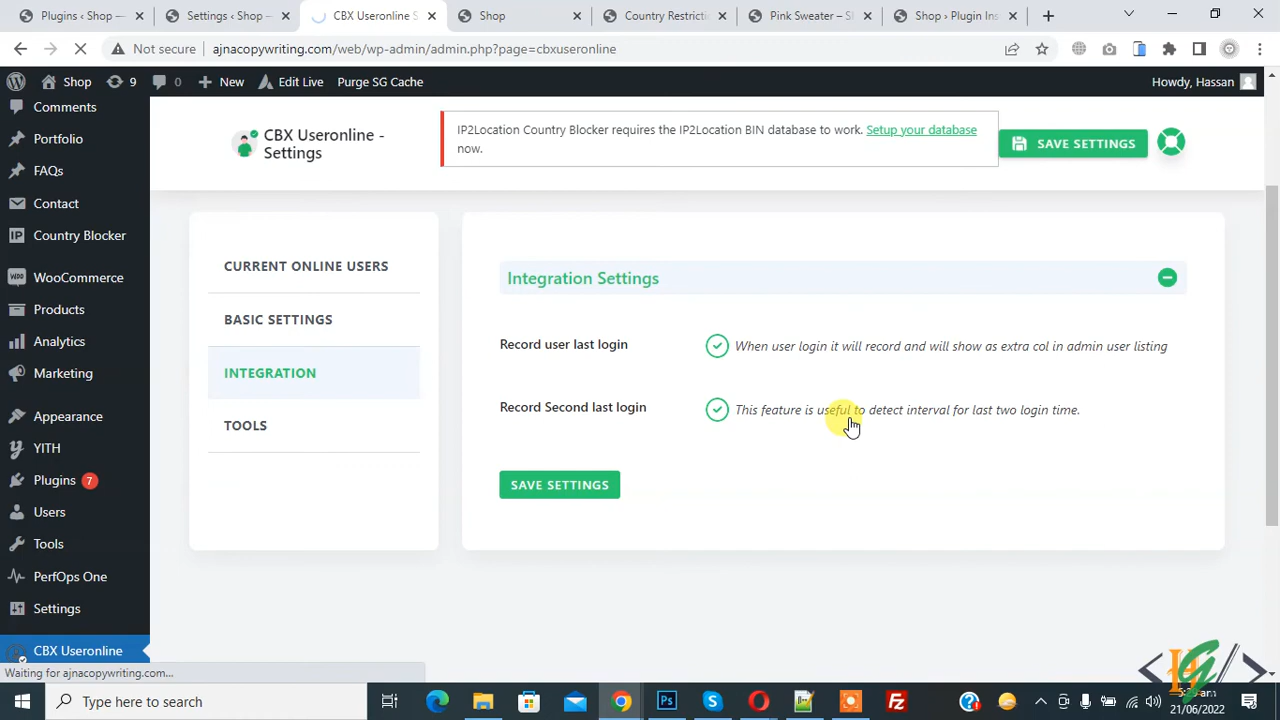 Plugins ‹ Shop —
Settings ‹ Shop —
CBX Useronline S
Shop
Country Restricti
Pink Sweater – S
Shop › Plugin Ins
Not secure
ajnacopywriting.com/web/wp-admin/admin.php?page=cbxuseronline
Shop
9
0
New
Edit Live
Purge SG Cache
Howdy, Hassan
Comments
Portfolio
FAQs
Contact
IP Country Blocker
WooCommerce
Products
Analytics
Marketing
Appearance
YITH
Plugins 7
Users
Tools
PerfOps One
Settings
CBX Useronline
CBX Useronline -
Settings
IP2Location Country Blocker requires the IP2Location BIN database to work. Setup your database
now.
SAVE SETTINGS
CURRENT ONLINE USERS
BASIC SETTINGS
INTEGRATION
TOOLS
Integration Settings
Record user last login
When user login it will record and will show as extra col in admin user listing
Record Second last login
This feature is useful to detect interval for last two login time.
SAVE SETTINGS
Waiting for ajnacopywriting.com...
Type here to search
21/06/2022